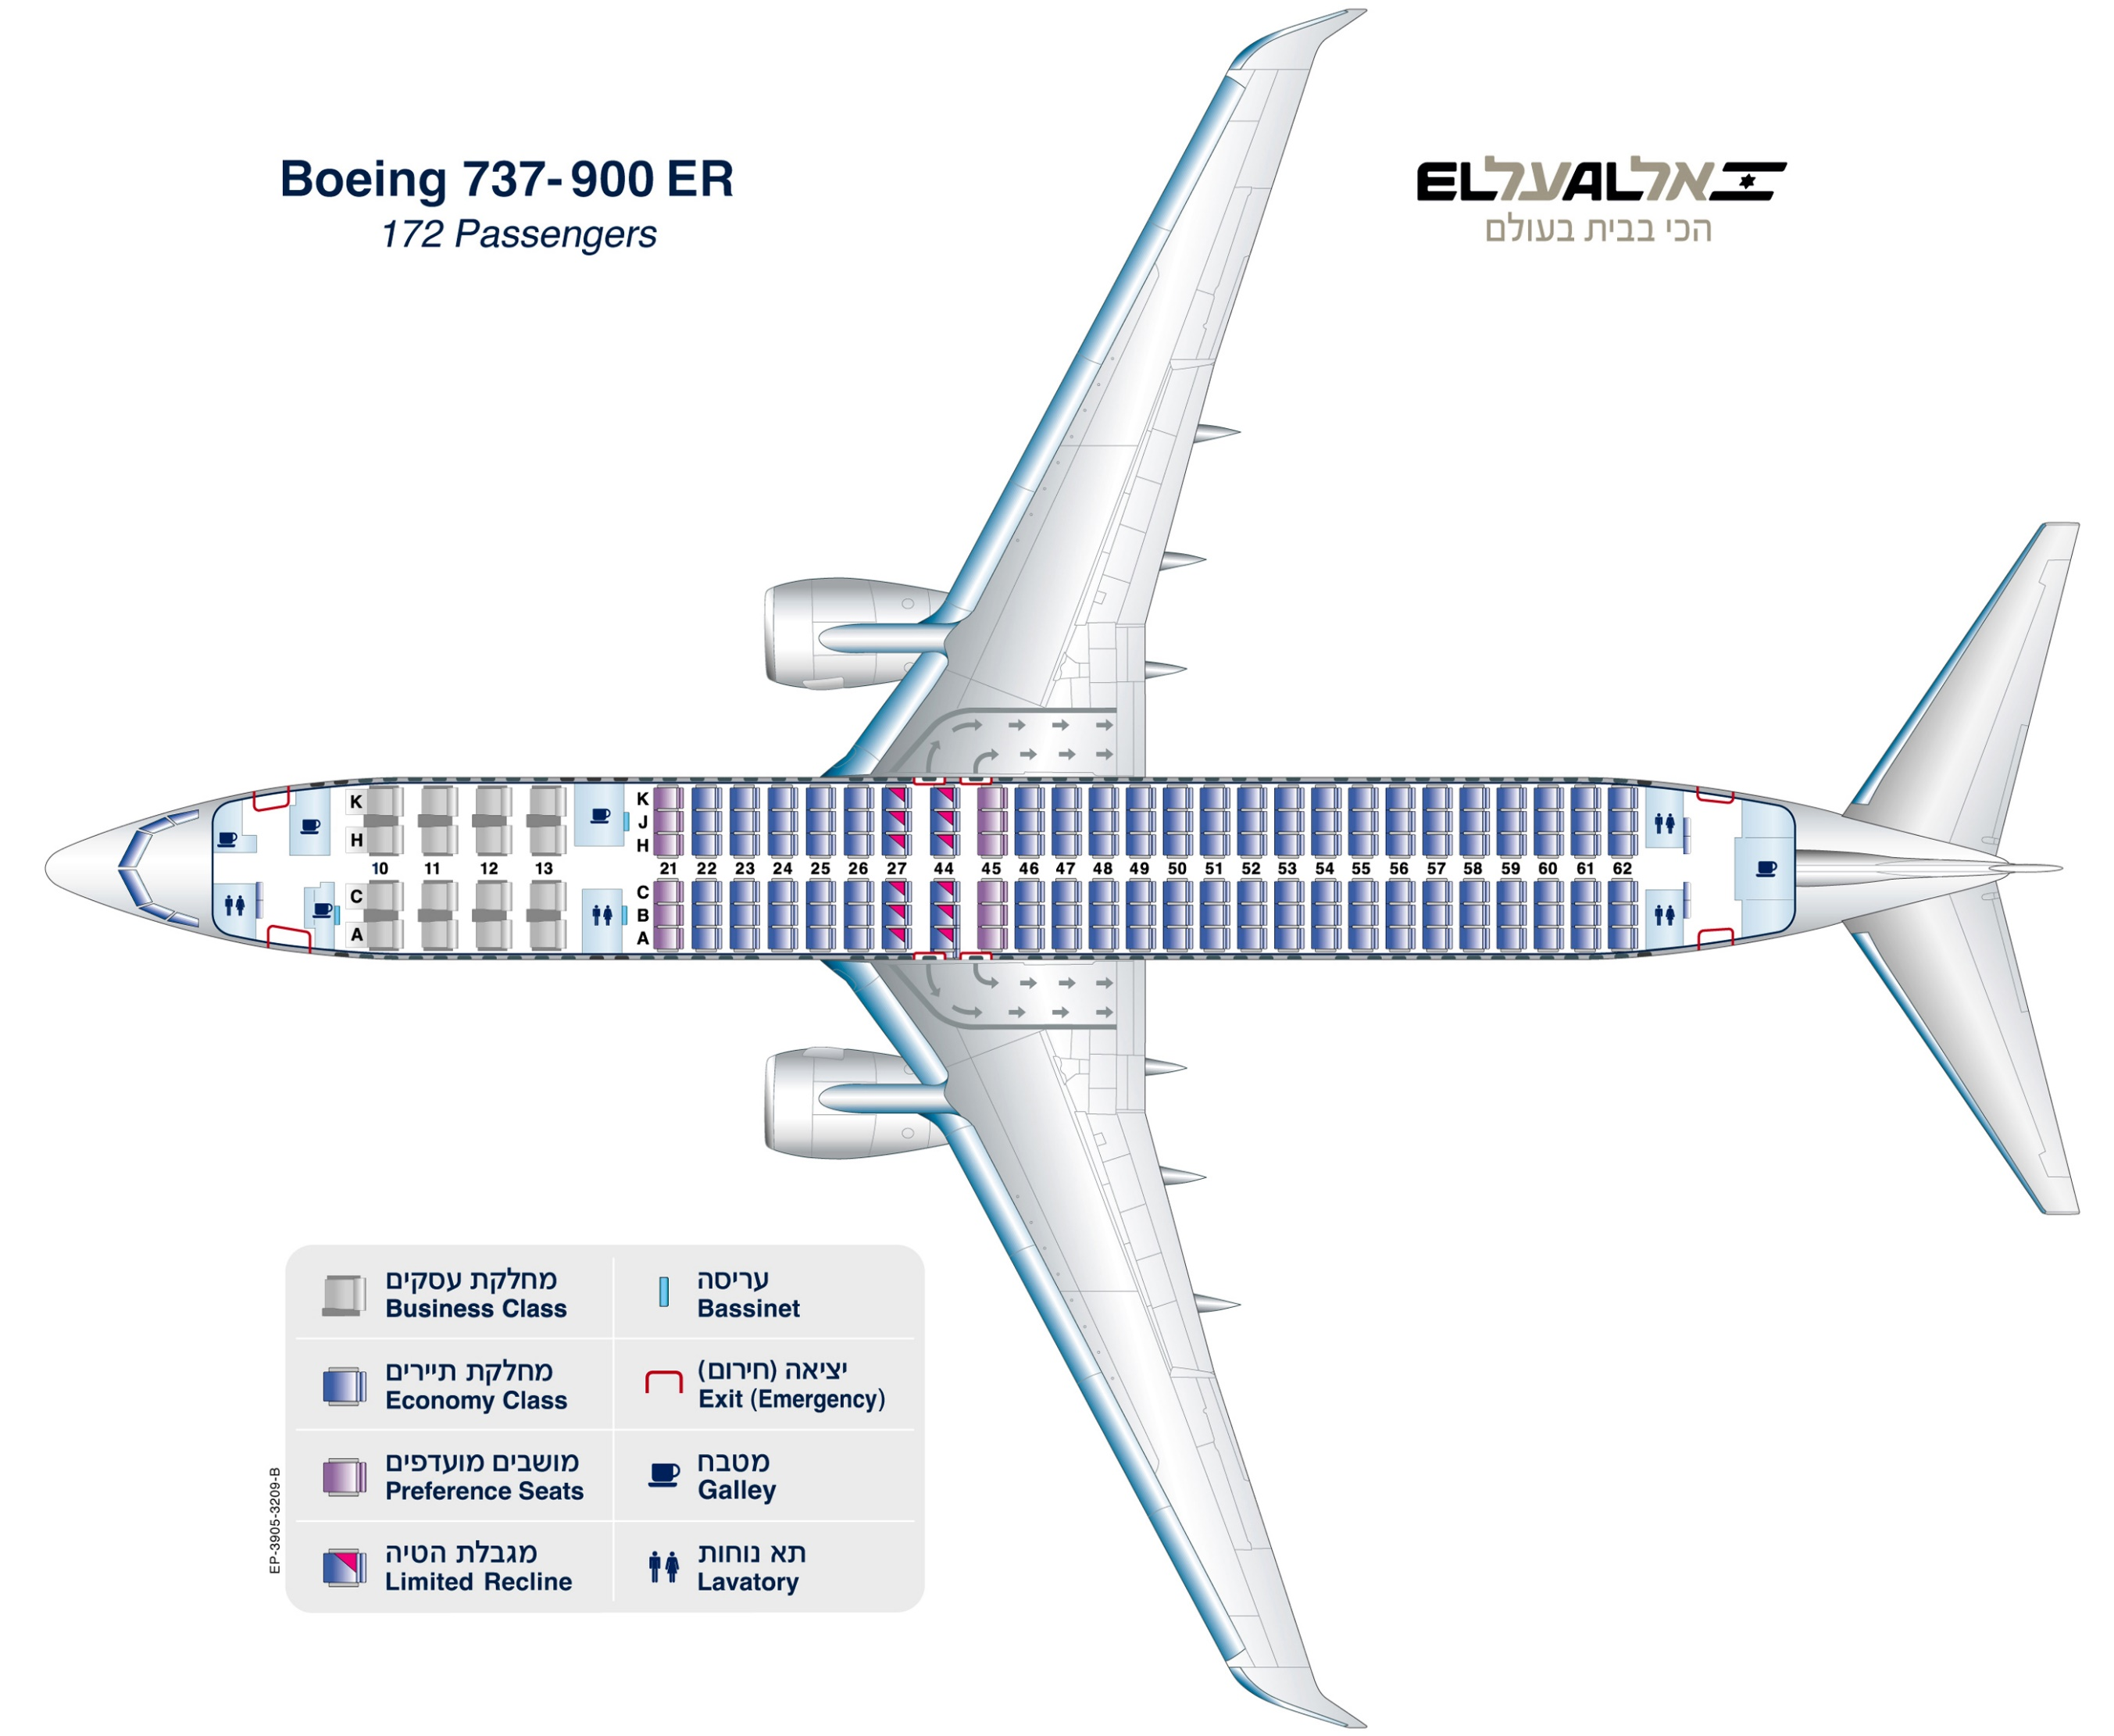 Boeing 737-900 ER
172 Passengers
ELעלALאל
הכי בבית בעולם
K
H
10 11 12 13
C
A
K
J
H
21 22 23 24 25 26 27 44 45 46 47 48 49 50 51 52 53 54 55 56 57 58 59 60 61 62
C
B
A
מחלקת עסקים
Business Class
עריסה
Bassinet
מחלקת תיירים
Economy Class
יציאה (חירום)
Exit (Emergency)
מושבים מועדפים
Preference Seats
מטבח
Galley
מגבלת הטיה
Limited Recline
תא נוחות
Lavatory
EP-3905-3209-B